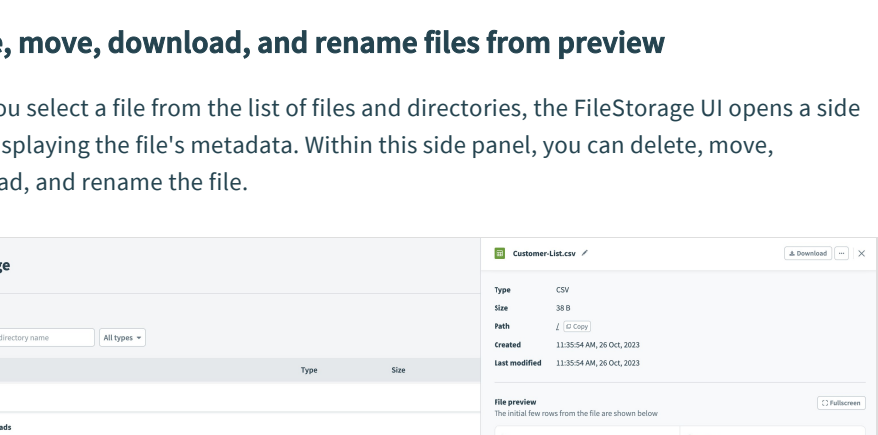 , move, download, and rename files from preview
ou select a file from the list of files and directories, the FileStorage UI opens a side
splaying the file's metadata. Within this side panel, you can delete, move,
ad, and rename the file.
ge
directory name
All types
Type
Size
ads
Customer-List.csv
Download
Type CSV
Size 38 B
Path / Copy
Created 11:35:54 AM, 26 Oct, 2023
Last modified 11:35:54 AM, 26 Oct, 2023
File preview
Fullscreen
The initial few rows from the file are shown below